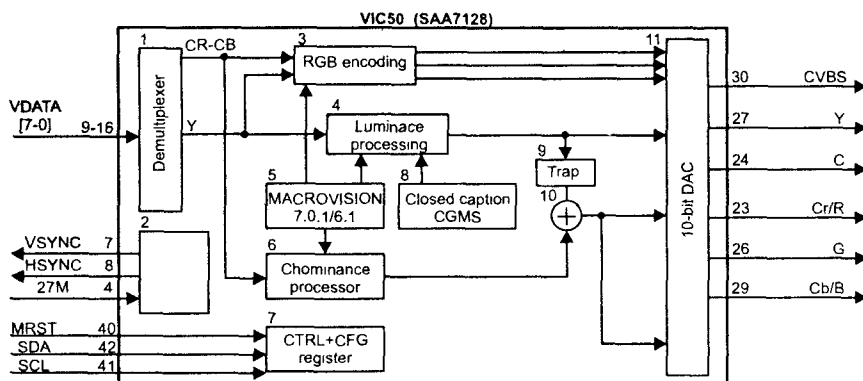 VIC50 (SAA7128)
1
CR-CB
3
11
RGB encoding
30 CVBS
VDATA
[7-0] 9-16
Demultiplexer
Y
4
Luminace
processing
27 Y
9
Trap
24 C
5
MACROVISION
7.0.1/6.1
8
Closed caption
CGMS
10
10-bit DAC
23 Cr/R
2
VSYNC 7
HSYNC 8
27M 4
6
Chominance
processor
26 G
29 Cb/B
MRST 40
SDA 42
SCL 41
7
CTRL+CFG
register